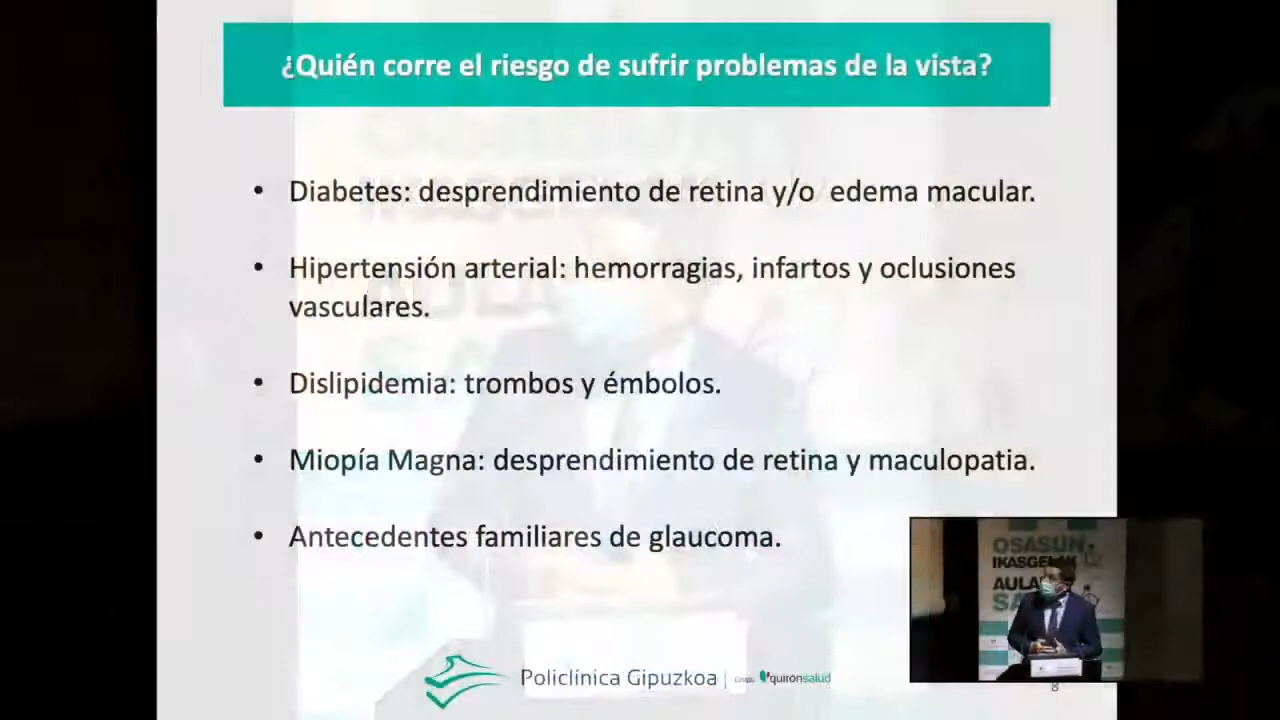 ¿Quién corre el riesgo de sufrir problemas de la vista?
• Diabetes: desprendimiento de retina y/o edema macular.
• Hipertensión arterial: hemorragias, infartos y oclusiones
vasculares.
• Dislipidemia: trombos y émbolos.
• Miopía Magna: desprendimiento de retina y maculopatia.
• Antecedentes familiares de glaucoma.
OSASUN
IKASGELAK
AULA
SA
Policlínica Gipuzkoa | Grupo quirónsalud
8